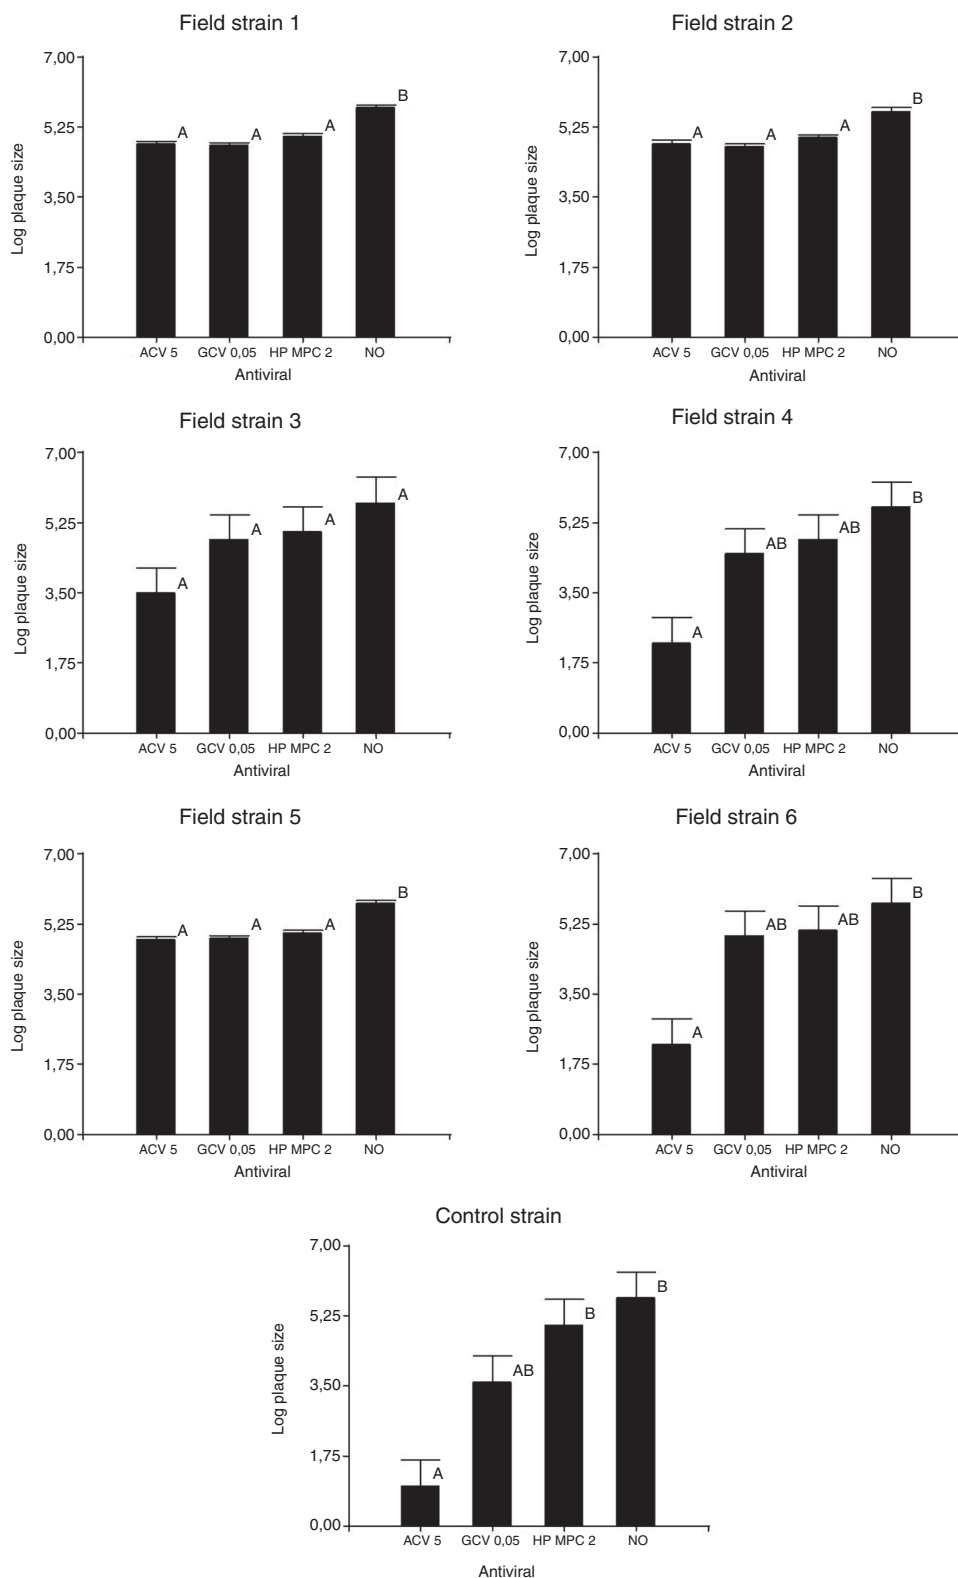 Field strain 1
7,00
5,25
3,50
1,75
0,00
Log plaque size
A
A
A
B
ACV 5 GCV 0,05 HP MPC 2 NO
Antiviral
Field strain 2
7,00
5,25
3,50
1,75
0,00
Log plaque size
A
A
A
B
ACV 5 GCV 0,05 HP MPC 2 NO
Antiviral
Field strain 3
7,00
5,25
3,50
1,75
0,00
Log plaque size
A
A
A
A
ACV 5 GCV 0,05 HP MPC 2 NO
Antiviral
Field strain 4
7,00
5,25
3,50
1,75
0,00
Log plaque size
A
AB
AB
B
ACV 5 GCV 0,05 HP MPC 2 NO
Antiviral
Field strain 5
7,00
5,25
3,50
1,75
0,00
Log plaque size
A
A
A
B
ACV 5 GCV 0,05 HP MPC 2 NO
Antiviral
Field strain 6
7,00
5,25
3,50
1,75
0,00
Log plaque size
A
AB
AB
B
ACV 5 GCV 0,05 HP MPC 2 NO
Antiviral
Control strain
7,00
5,25
3,50
1,75
0,00
Log plaque size
A
AB
B
B
ACV 5 GCV 0,05 HP MPC 2 NO
Antiviral